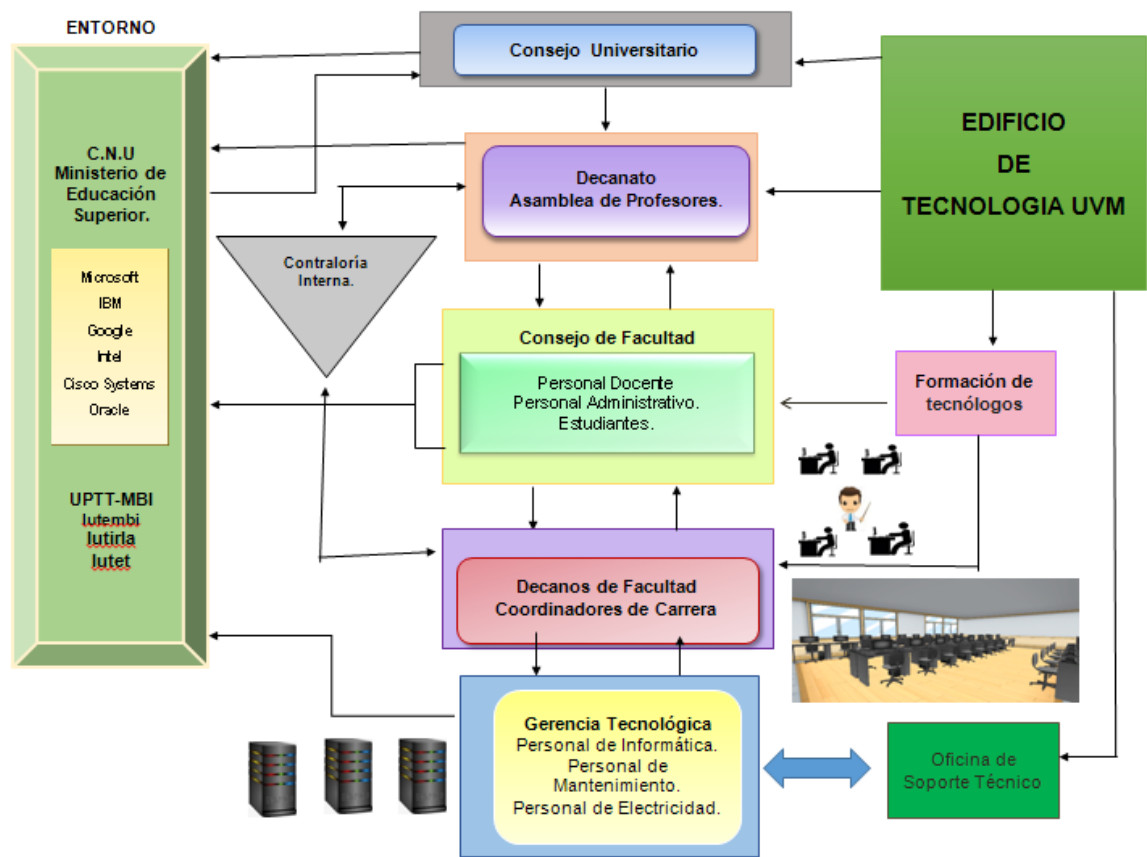 ENTORNO
C.N.U
Ministerio de
Educación
Superior.
Microsoft
IBM
Google
Intel
Cisco Systems
Oracle
UPTT-MBI
Iutembi
Iutirla
Iutet
Consejo Universitario
Decanato
Asamblea de Profesores.
Contraloría
Interna.
Consejo de Facultad
Personal Docente
Personal Administrativo.
Estudiantes.
Decanos de Facultad
Coordinadores de Carrera
Gerencia Tecnológica
Personal de Informática.
Personal de
Mantenimiento.
Personal de Electricidad.
EDIFICIO
DE
TECNOLOGIA UVM
Formación de
tecnólogos
Oficina de
Soporte Técnico